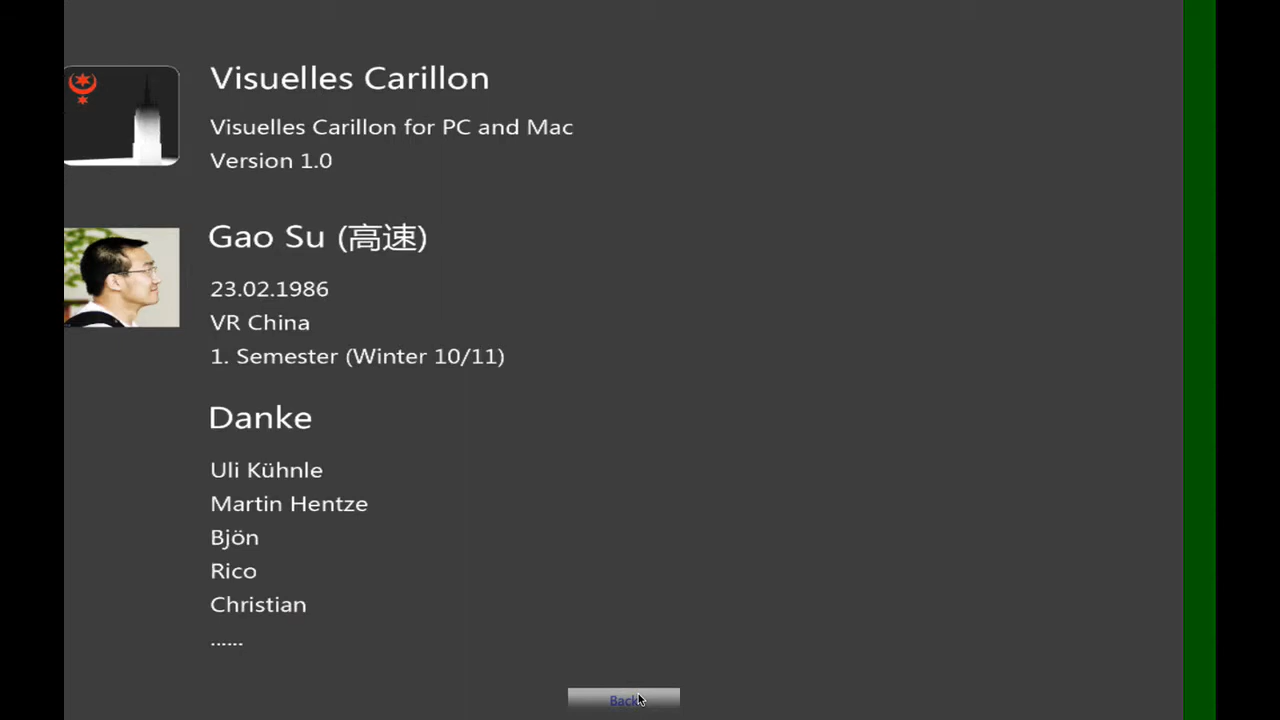 Visuelles Carillon
Visuelles Carillon for PC and Mac
Version 1.0
Gao Su (高速)
23.02.1986
VR China
1. Semester (Winter 10/11)
Danke
Uli Kühnle
Martin Hentze
Bjön
Rico
Christian
......
Back